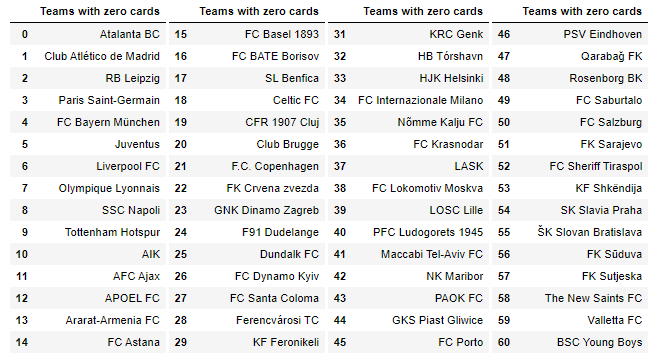 Teams with zero cards Teams with zero cards Teams with zero cards Teams with zero cards
0 Atalanta BC 15 FC Basel 1893 31 KRC Genk 46 PSV Eindhoven
1 Club Atlético de Madrid 16 FC BATE Borisov 32 HB Tórshavn 47 Qarabağ FK
2 RB Leipzig 17 SL Benfica 33 HJK Helsinki 48 Rosenborg BK
3 Paris Saint-Germain 18 Celtic FC 34 FC Internazionale Milano 49 FC Saburtalo
4 FC Bayern München 19 CFR 1907 Cluj 35 Nõmme Kalju FC 50 FC Salzburg
5 Juventus 20 Club Brugge 36 FC Krasnodar 51 FK Sarajevo
6 Liverpool FC 21 F.C. Copenhagen 37 LASK 52 FC Sheriff Tiraspol
7 Olympique Lyonnais 22 FK Crvena zvezda 38 FC Lokomotiv Moskva 53 KF Shkëndija
8 SSC Napoli 23 GNK Dinamo Zagreb 39 LOSC Lille 54 SK Slavia Praha
9 Tottenham Hotspur 24 F91 Dudelange 40 PFC Ludogorets 1945 55 ŠK Slovan Bratislava
10 AIK 25 Dundalk FC 41 Maccabi Tel-Aviv FC 56 FK Sūduva
11 AFC Ajax 26 FC Dynamo Kyiv 42 NK Maribor 57 FK Sutjeska
12 APOEL FC 27 FC Santa Coloma 43 PAOK FC 58 The New Saints FC
13 Ararat-Armenia FC 28 Ferencvárosi TC 44 GKS Piast Gliwice 59 Valletta FC
14 FC Astana 29 KF Feronikeli 45 FC Porto 60 BSC Young Boys